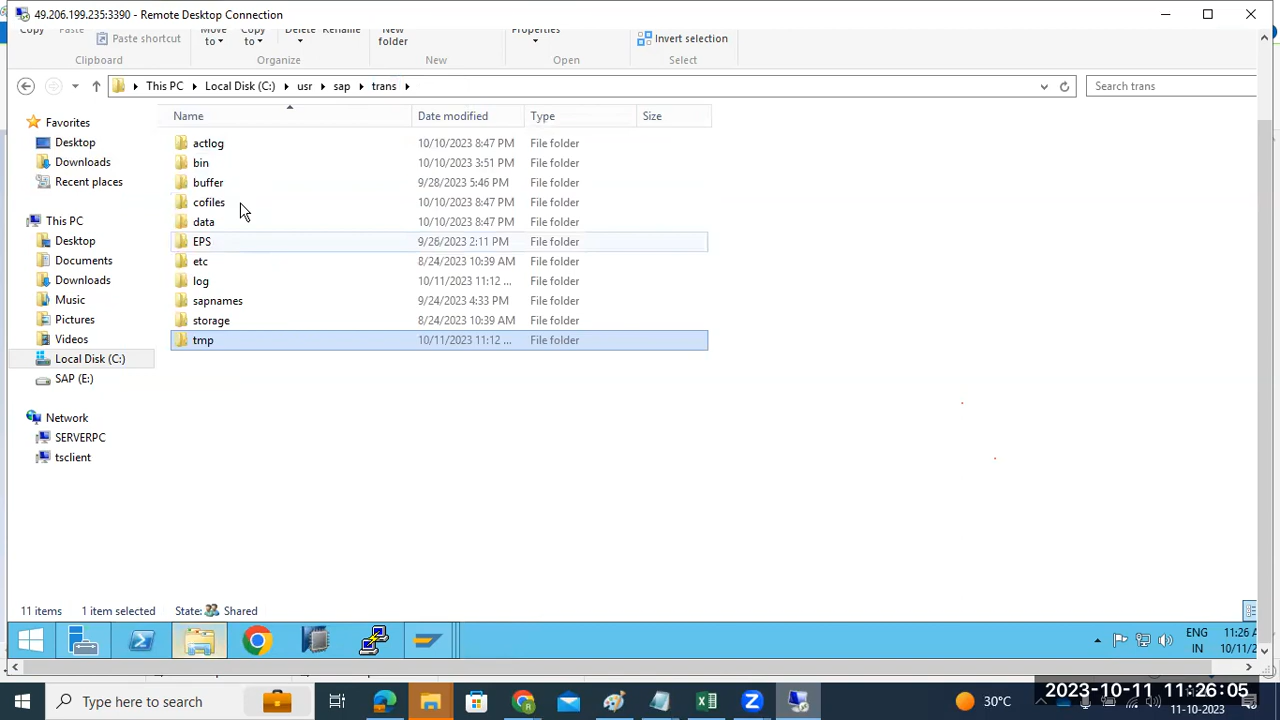 49.206.199.235:3390 - Remote Desktop Connection
Copy Paste Paste shortcut Move to Copy to Delete Rename New folder Properties Invert selection
Clipboard Organize New Open Select
This PC Local Disk (C:) usr sap trans Search trans
Name Date modified Type Size
Favorites
Desktop
Downloads
Recent places
This PC
Desktop
Documents
Downloads
Music
Pictures
Videos
Local Disk (C:)
SAP (E:)
Network
SERVERPC
tsclient
actlog 10/10/2023 8:47 PM File folder
bin 10/10/2023 3:51 PM File folder
buffer 9/28/2023 5:46 PM File folder
cofiles 10/10/2023 8:47 PM File folder
data 10/10/2023 8:47 PM File folder
EPS 9/26/2023 2:11 PM File folder
etc 8/24/2023 10:39 AM File folder
log 10/11/2023 11:12 ... File folder
sapnames 9/24/2023 4:33 PM File folder
storage 8/24/2023 10:39 AM File folder
tmp 10/11/2023 11:12 ... File folder
11 items 1 item selected State: Shared
ENG 11:26 A
IN 10/11/2
Type here to search 30°C
2023-10-11 11:26:05
11-10-2023